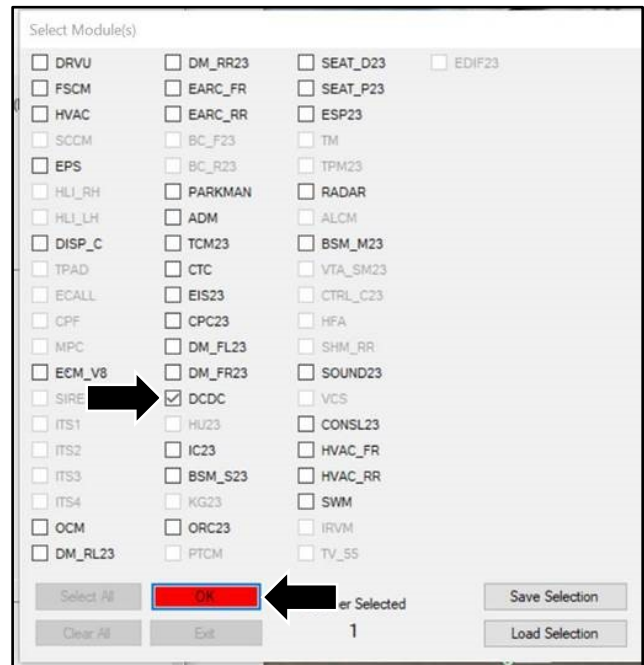 Select Module(s)
DRVU DM_RR23 SEAT_D23 EDIF23
FSCM EARC_FR SEAT_P23
HVAC EARC_RR ESP23
SCCM BC_F23 TM
EPS BC_R23 TPM23
HLI_RH PARKMAN RADAR
HLI_LH ADM ALCM
DISP_C TCM23 BSM_M23
TPAD CTC VTA_SM23
ECALL EIS23 CTRL_C23
CPF CPC23 HFA
MPC DM_FL23 SHM_RR
ECM_V8 DM_FR23 SOUND23
SIRE DCDC VCS
ITS1 HU23 CONSL23
ITS2 IC23 HVAC_FR
ITS3 BSM_S23 HVAC_RR
ITS4 KG23 SWM
OCM ORC23 IRVM
DM_RL23 PTCM TV_55
Select All OK er Selected Save Selection
Clear All Exit 1 Load Selection